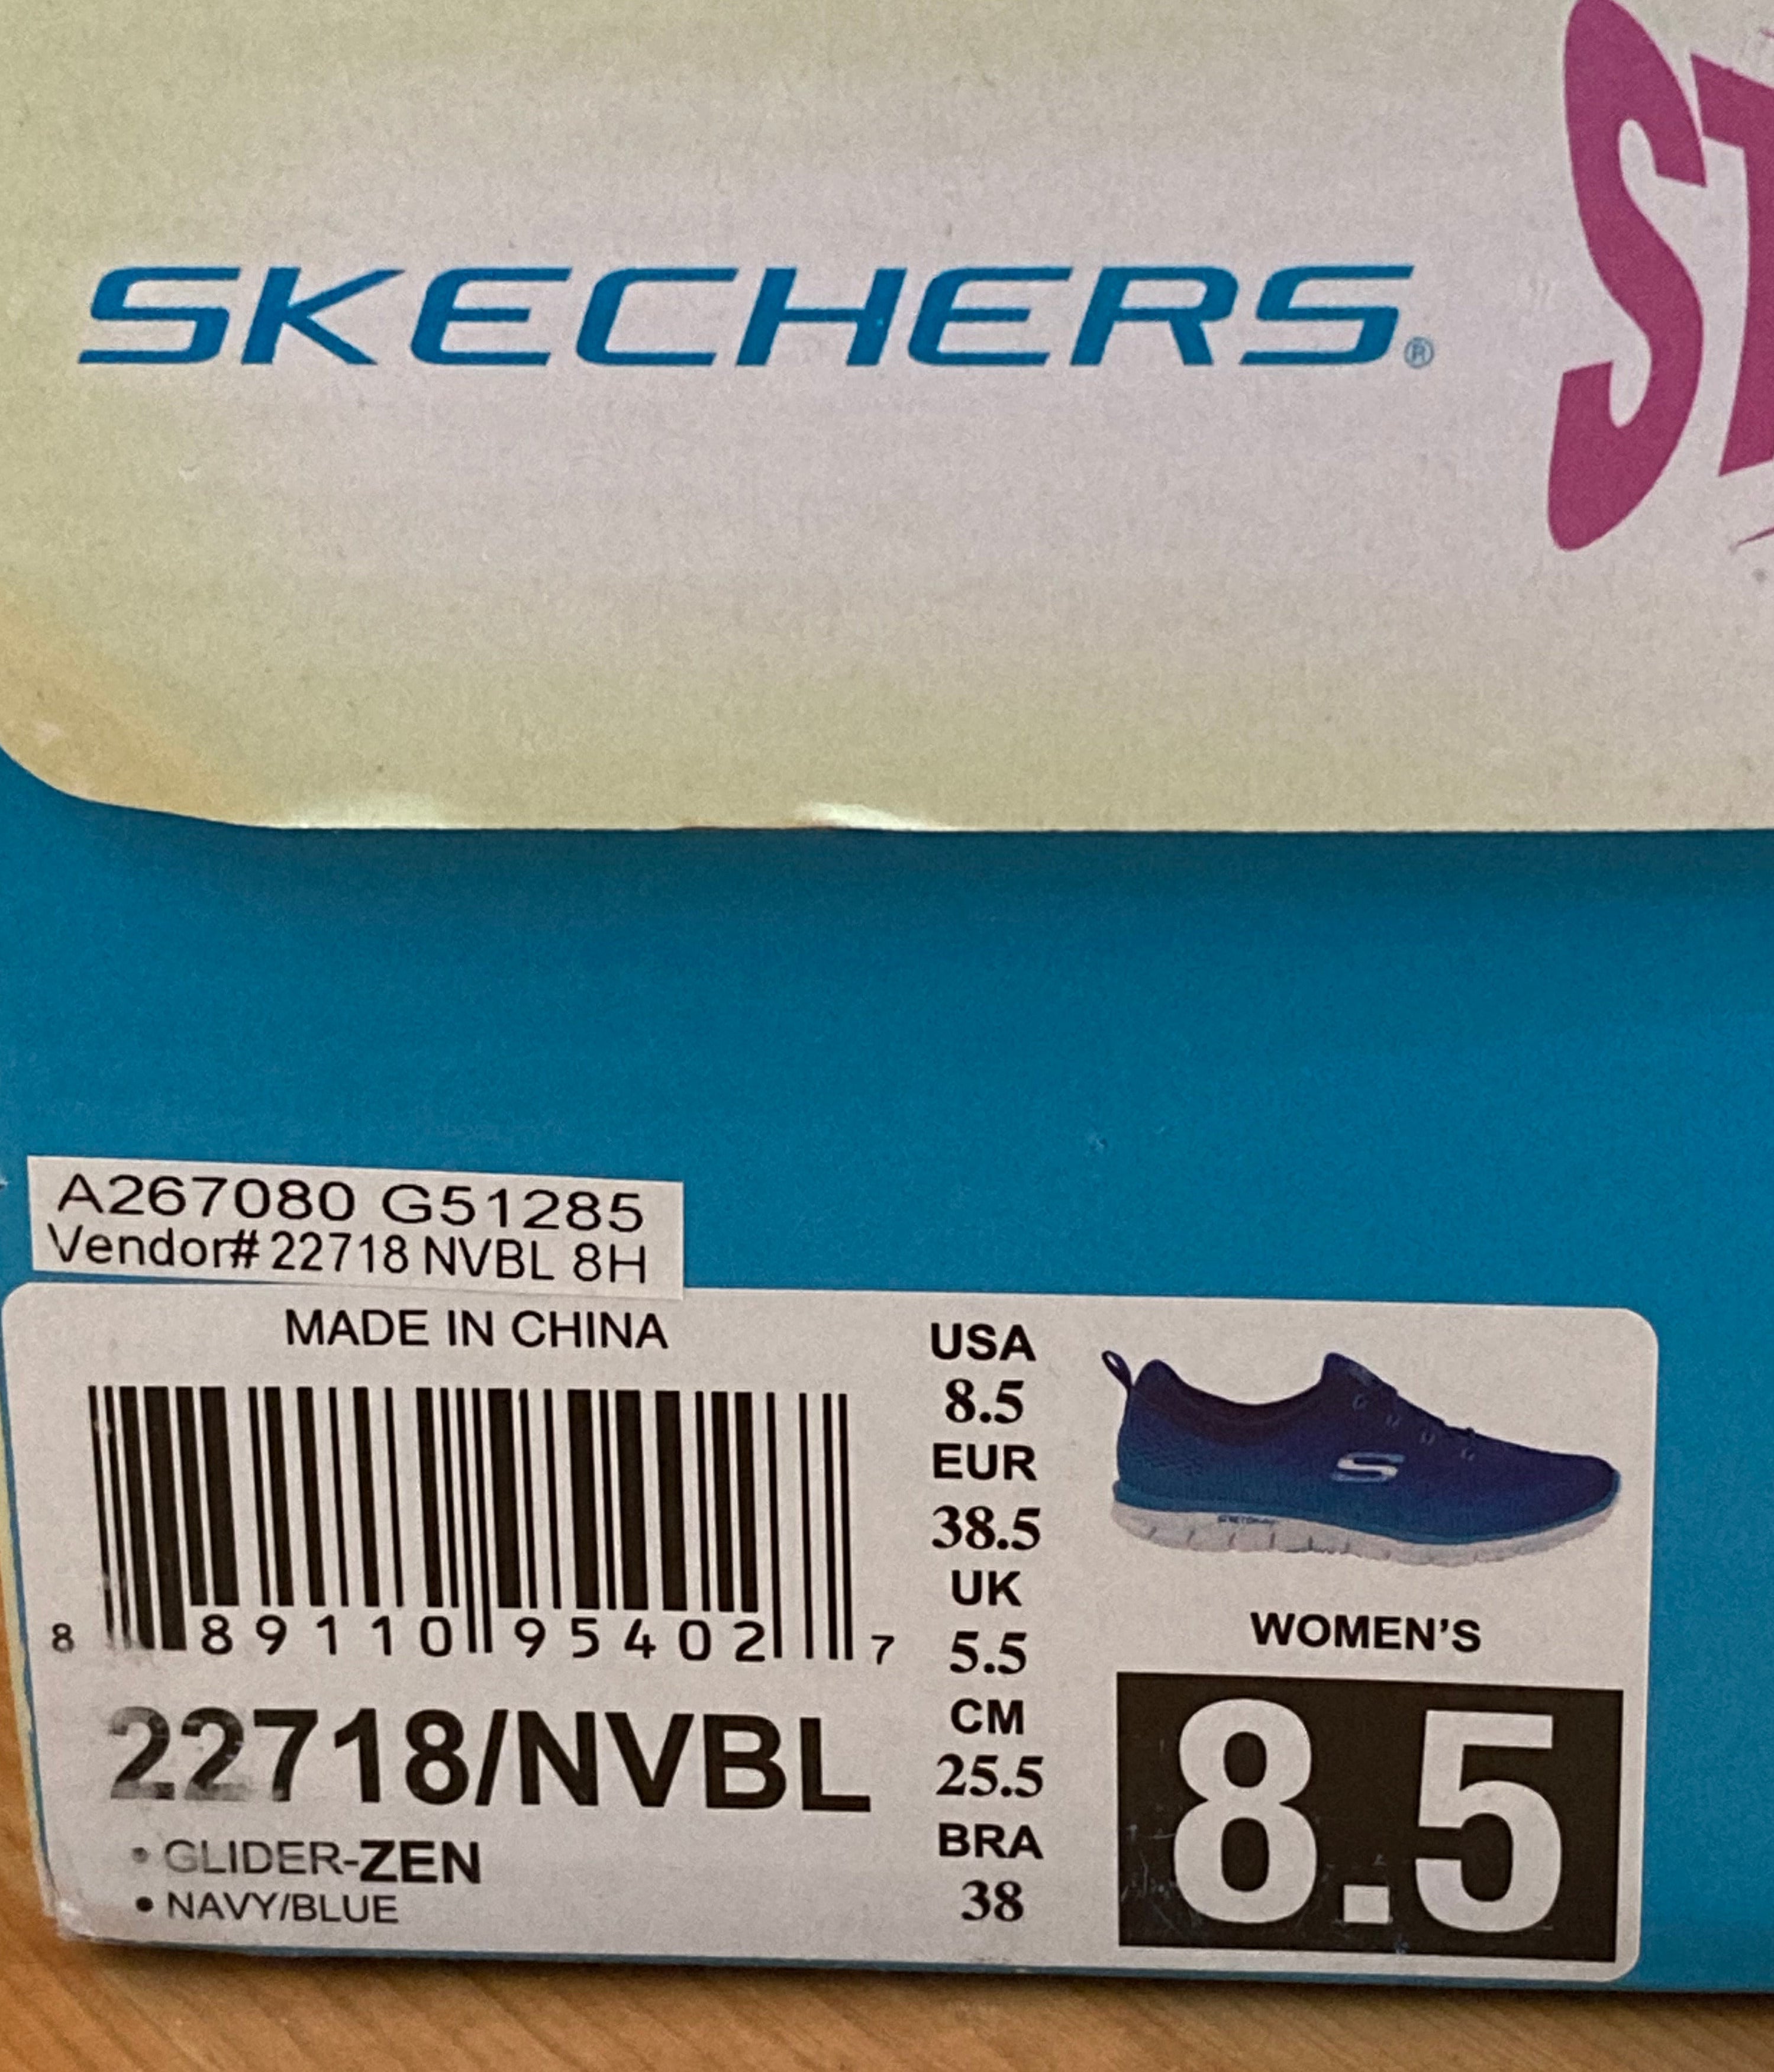 SKECHERS®
A267080 G51285
Vendor# 22718 NVBL 8H
MADE IN CHINA
8 89110 95402 7
22718/NVBL
• GLIDER-ZEN
• NAVY/BLUE
USA
8.5
EUR
38.5
UK
5.5
CM
25.5
BRA
38
WOMEN'S
8.5